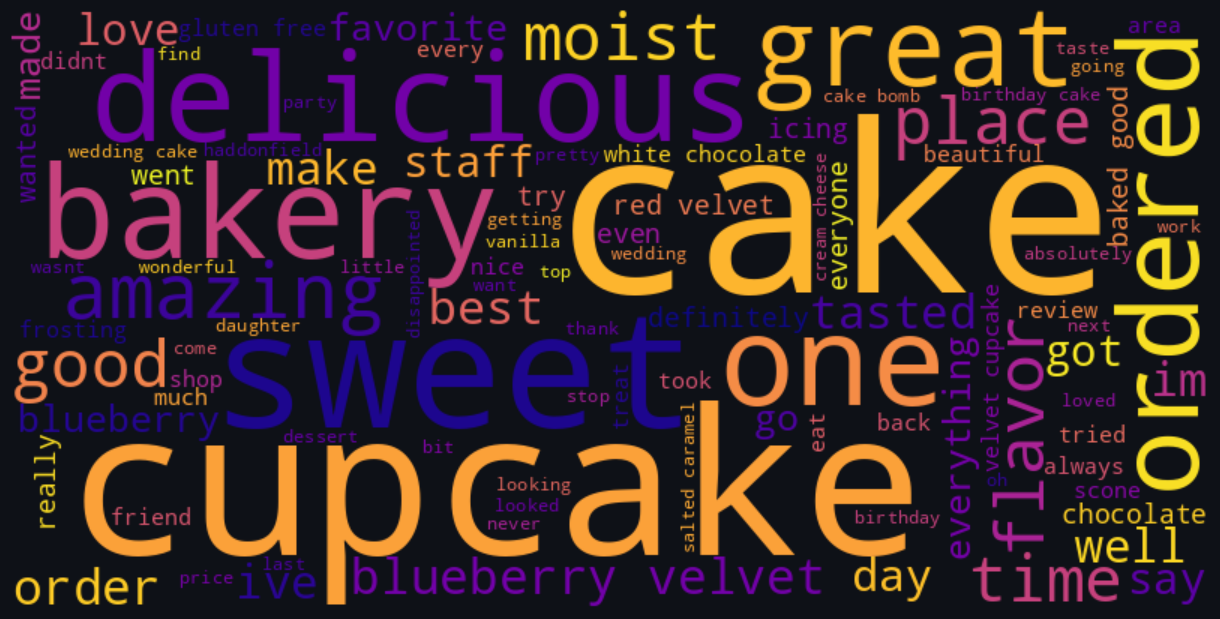 made
love
gluten free
favorite
moist
great
area
didnt
find
every
taste
going
ordered
delicious
party
cake bomb
birthday cake
good
wanted
icing
place
wedding cake
haddonfield
make
staff
pretty
white chocolate
beautiful
went
bakery
try
red velvet
cream cheese
everyone
cake
baked
work
getting
even
vanilla
wedding
absolutely
disappointed
wasnt
wonderful
little
nice
top
want
amazing
best
definitely
tasted
review
frosting
daughter
thank
next
velvet cupcake
good
come
sweet
one
everything
flavor
got
shop
much
stop
treat
took
im
blueberry
go
back
loved
dessert
bit
eat
tried
really
cupcake
salted caramel
always
looking
oh
scone
looked
friend
never
birthday
chocolate
well
order
price
last
ive
blueberry velvet
day
time
say